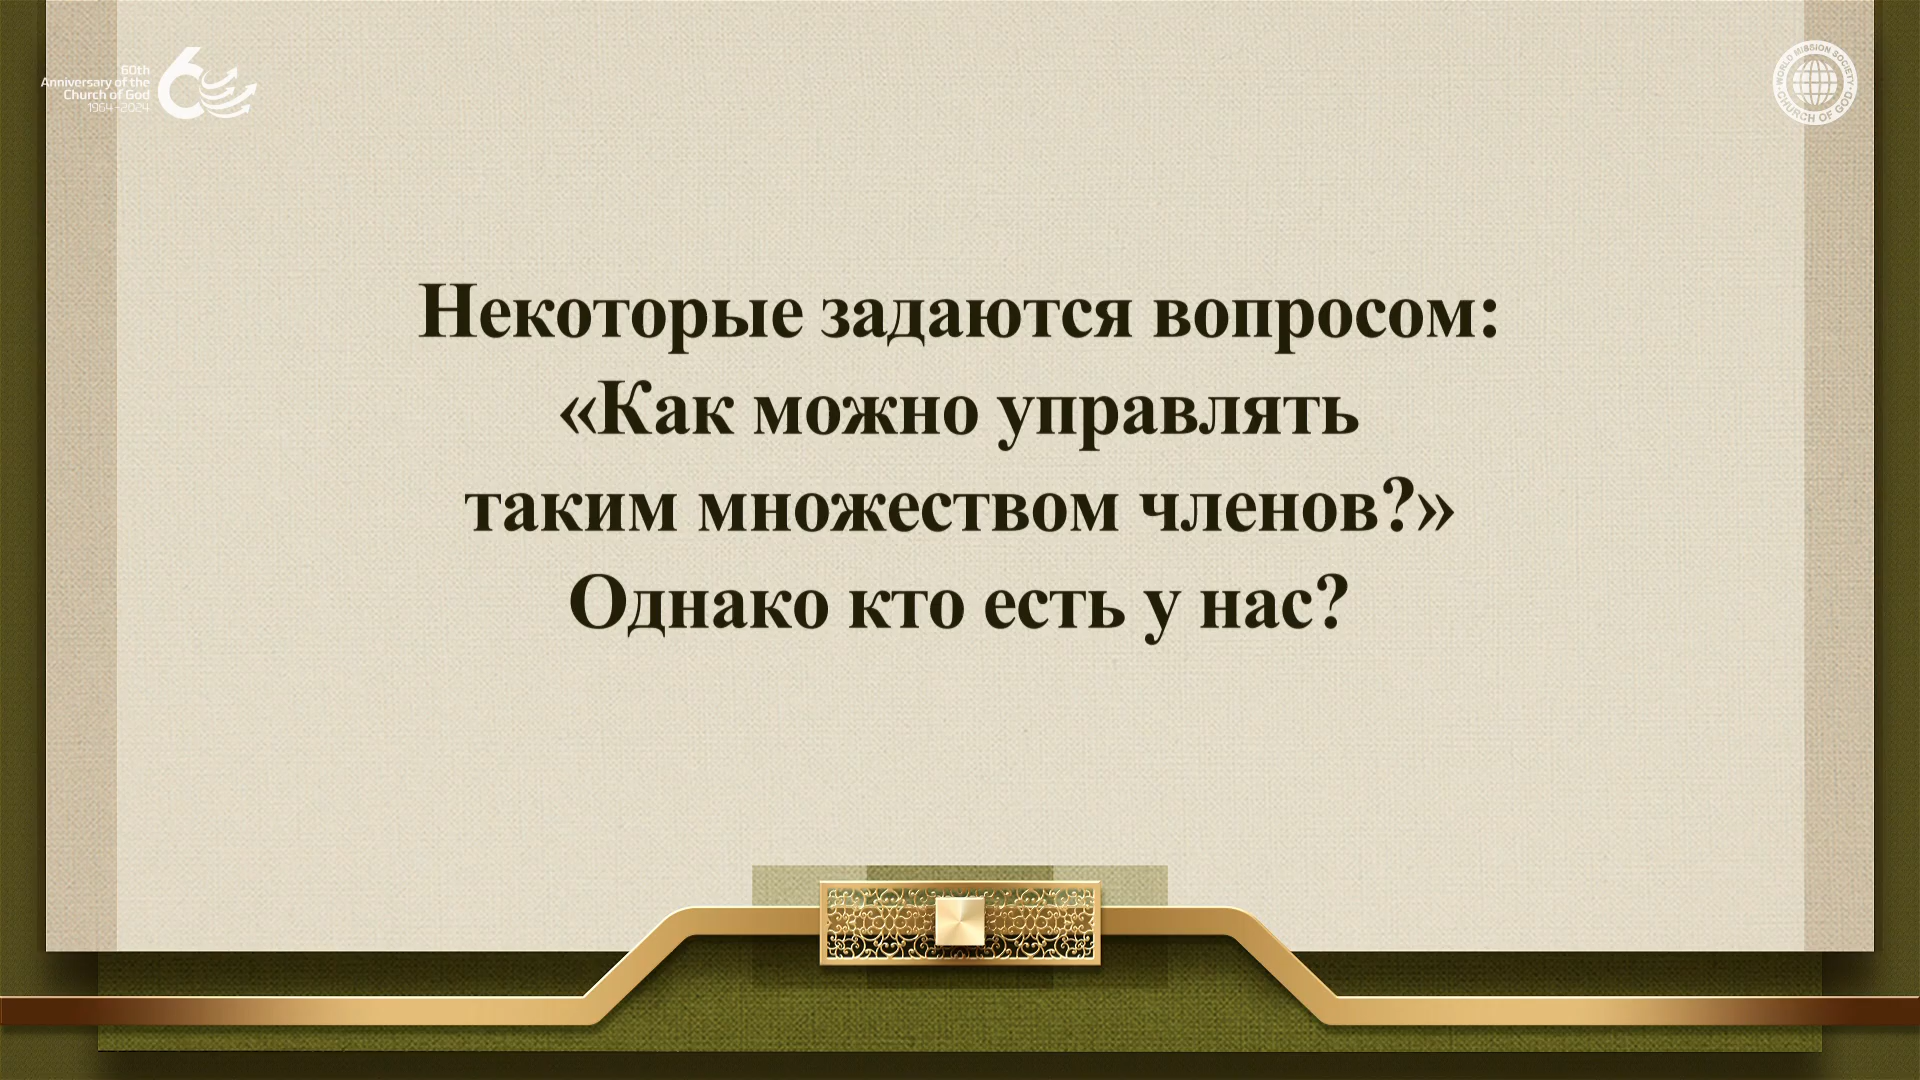 60th
Anniversary of the
Church of God
1964-2024
WORLD MISSION SOCIETY
CHURCH OF GOD
Некоторые задаются вопросом:
«Как можно управлять
таким множеством членов?»
Однако кто есть у нас?